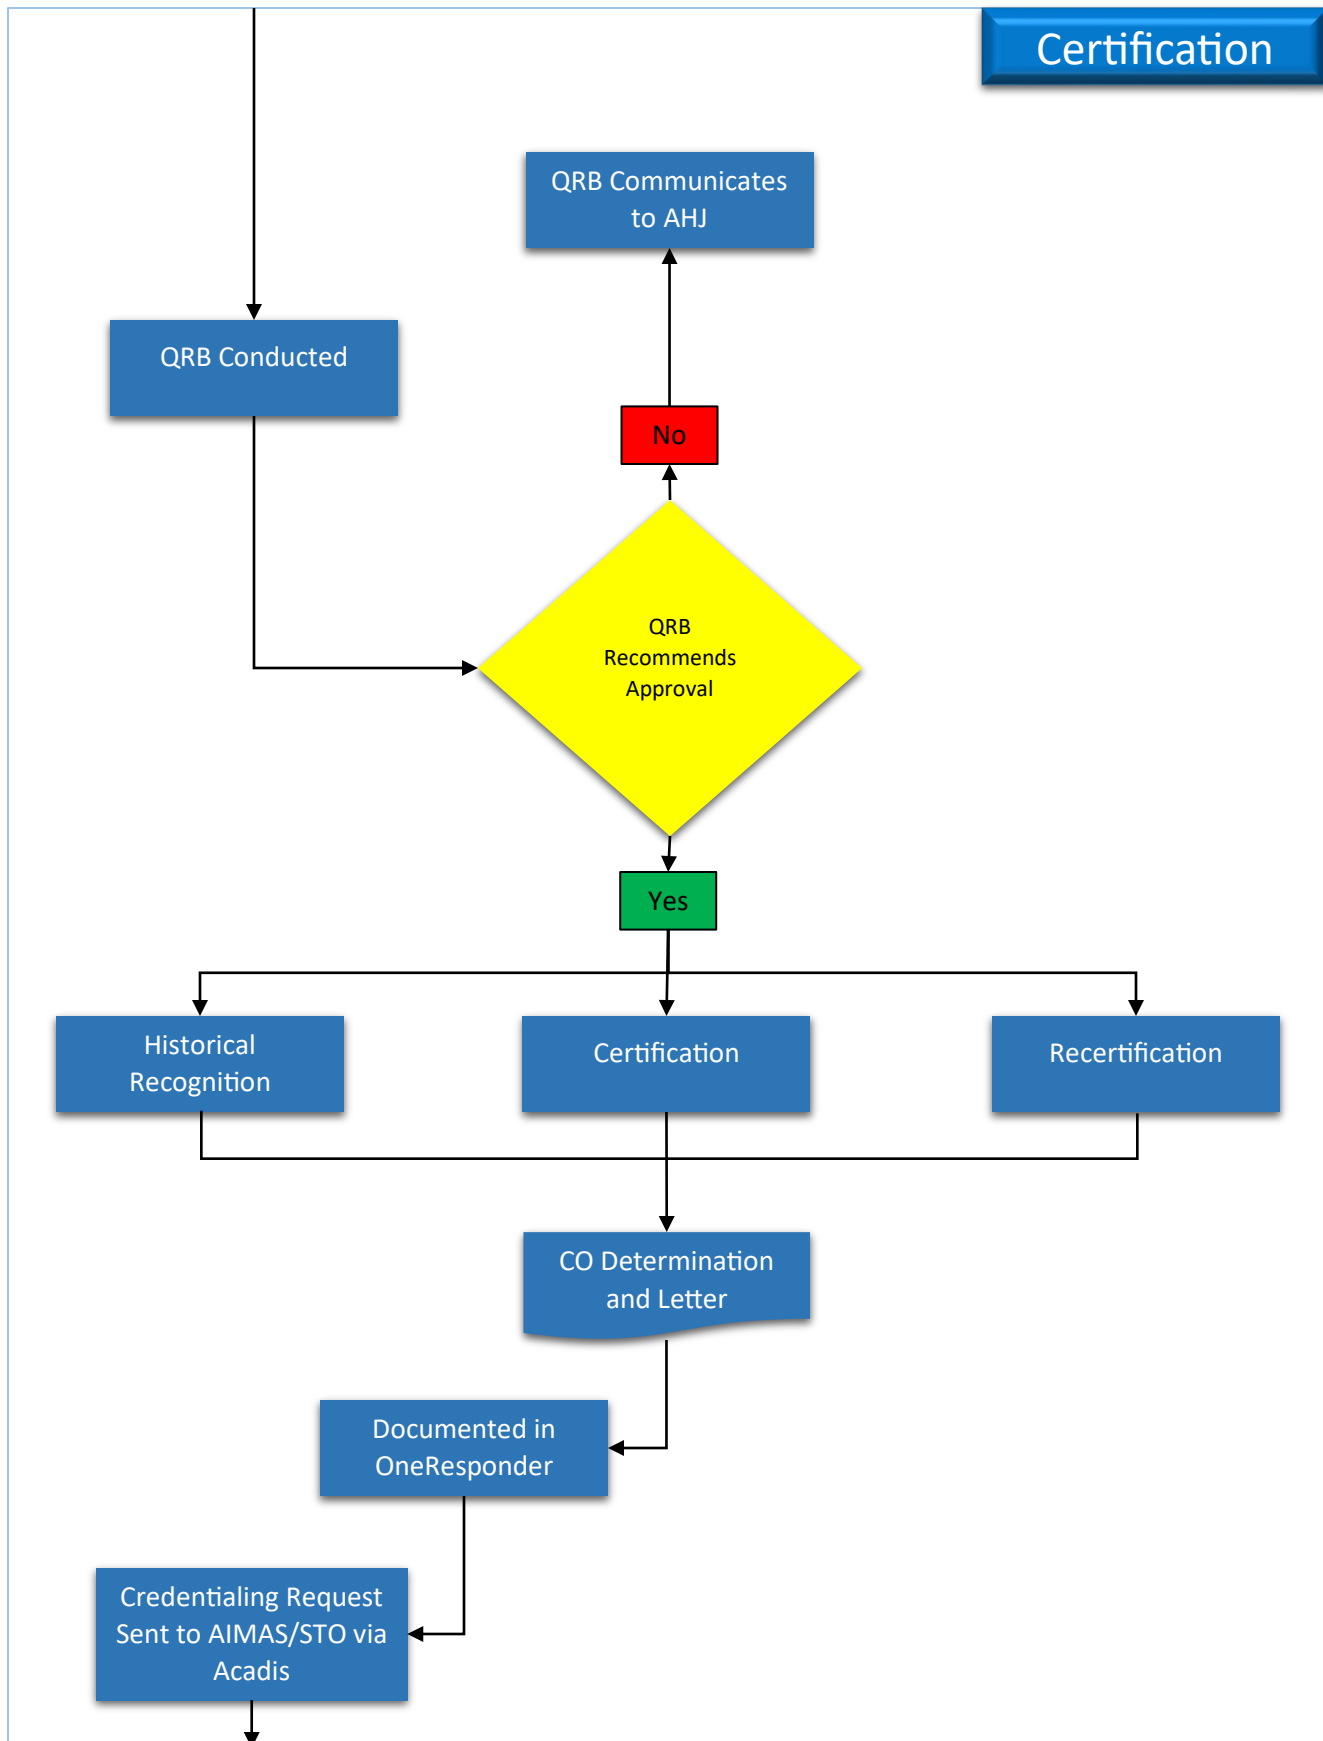 Certification
QRB Communicates
to AHJ
QRB Conducted
No
QRB
Recommends
Approval
Yes
Historical
Recognition
Certification
Recertification
CO Determination
and Letter
Documented in
OneResponder
Credentialing Request
Sent to AIMAS/STO via
Acadis